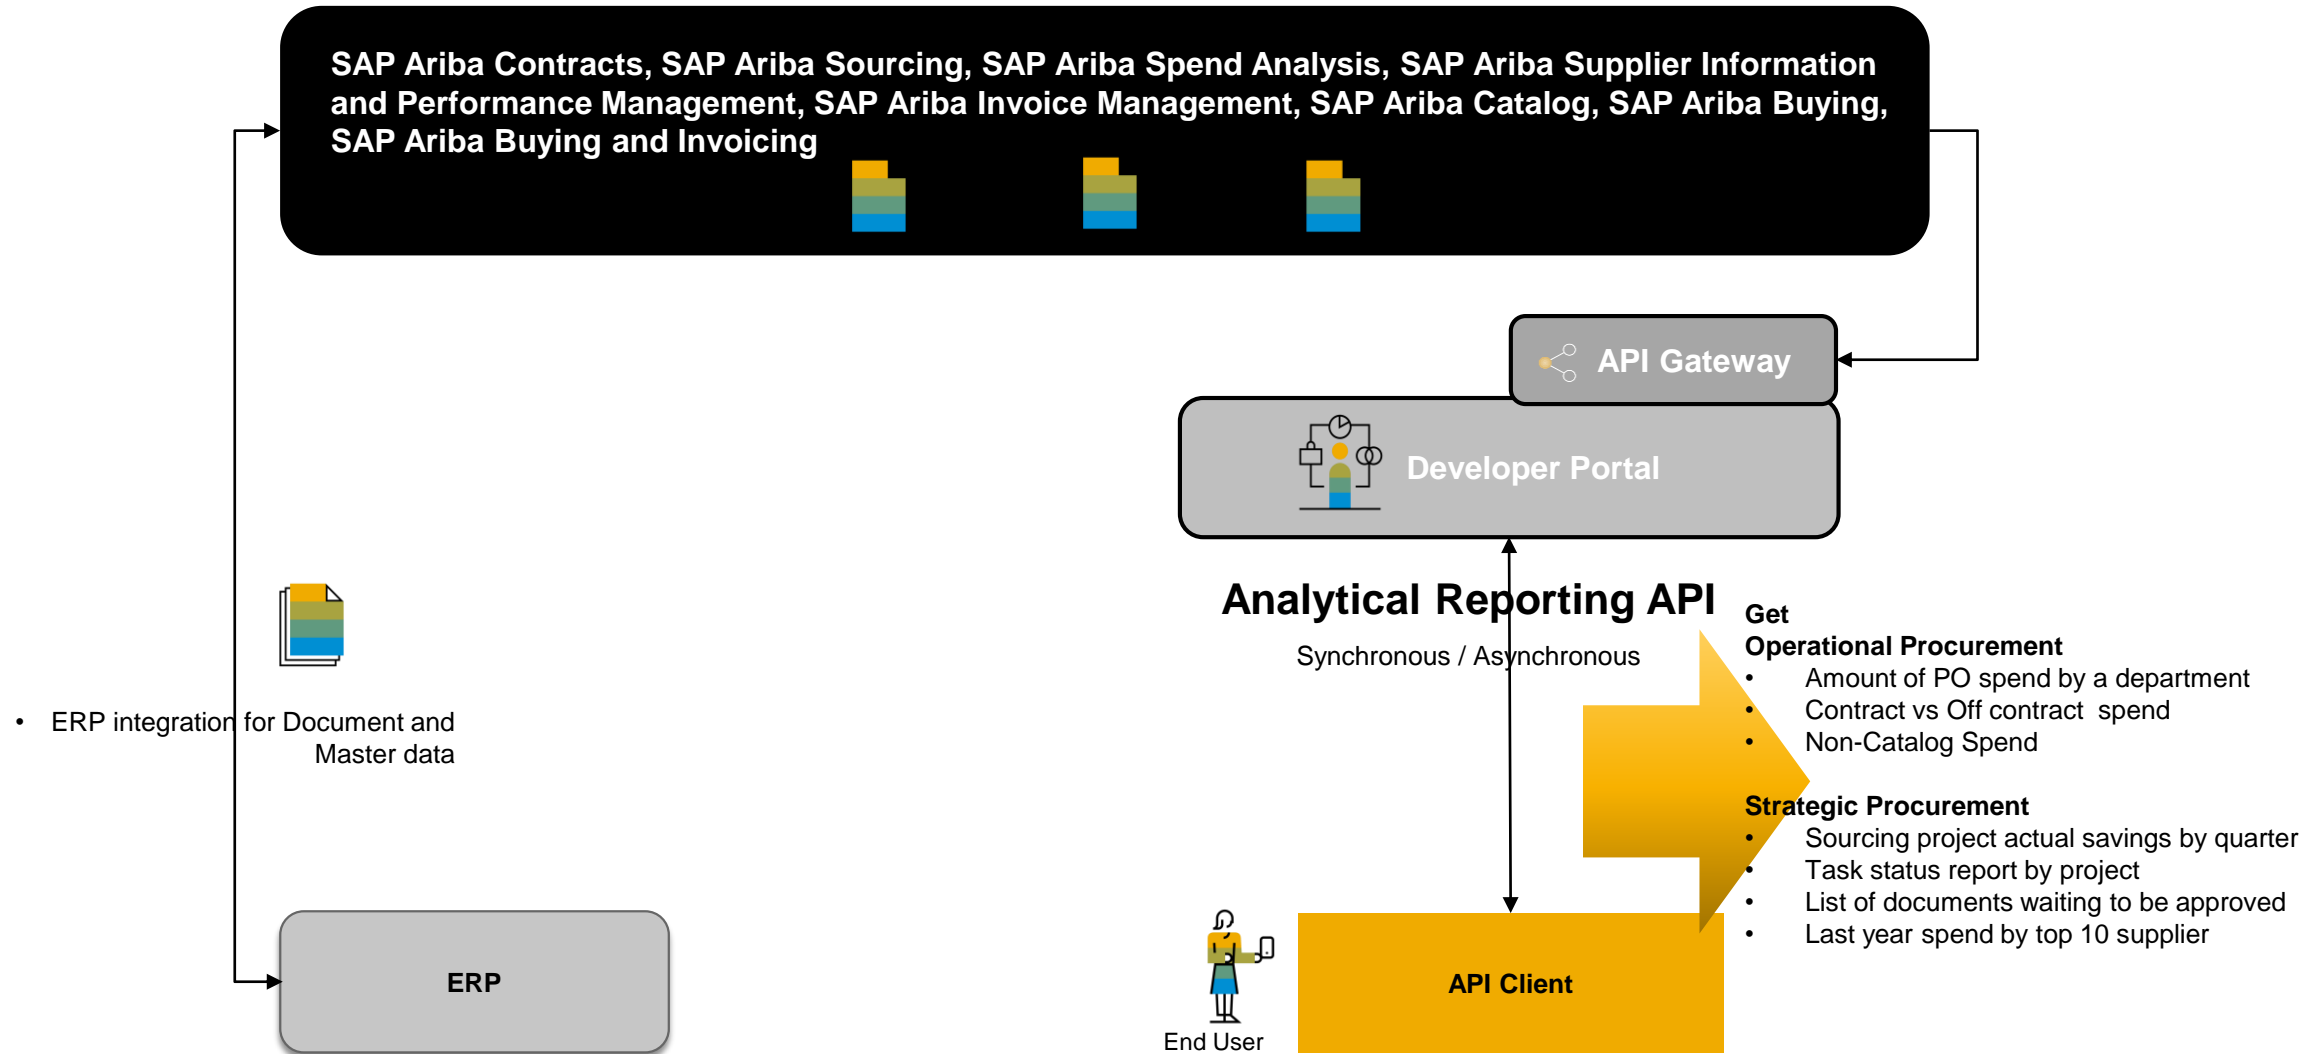 SAP Ariba Contracts, SAP Ariba Sourcing, SAP Ariba Spend Analysis, SAP Ariba Supplier Information
and Performance Management, SAP Ariba Invoice Management, SAP Ariba Catalog, SAP Ariba Buying,
SAP Ariba Buying and Invoicing
API Gateway
Developer Portal
Analytical Reporting API
Synchronous / Asynchronous
Get
Operational Procurement
• Amount of PO spend by a department
• Contract vs Off contract spend
• Non-Catalog Spend
Strategic Procurement
• Sourcing project actual savings by quarter
• Task status report by project
• List of documents waiting to be approved
• Last year spend by top 10 supplier
• ERP integration for Document and
Master data
ERP
API Client
End User